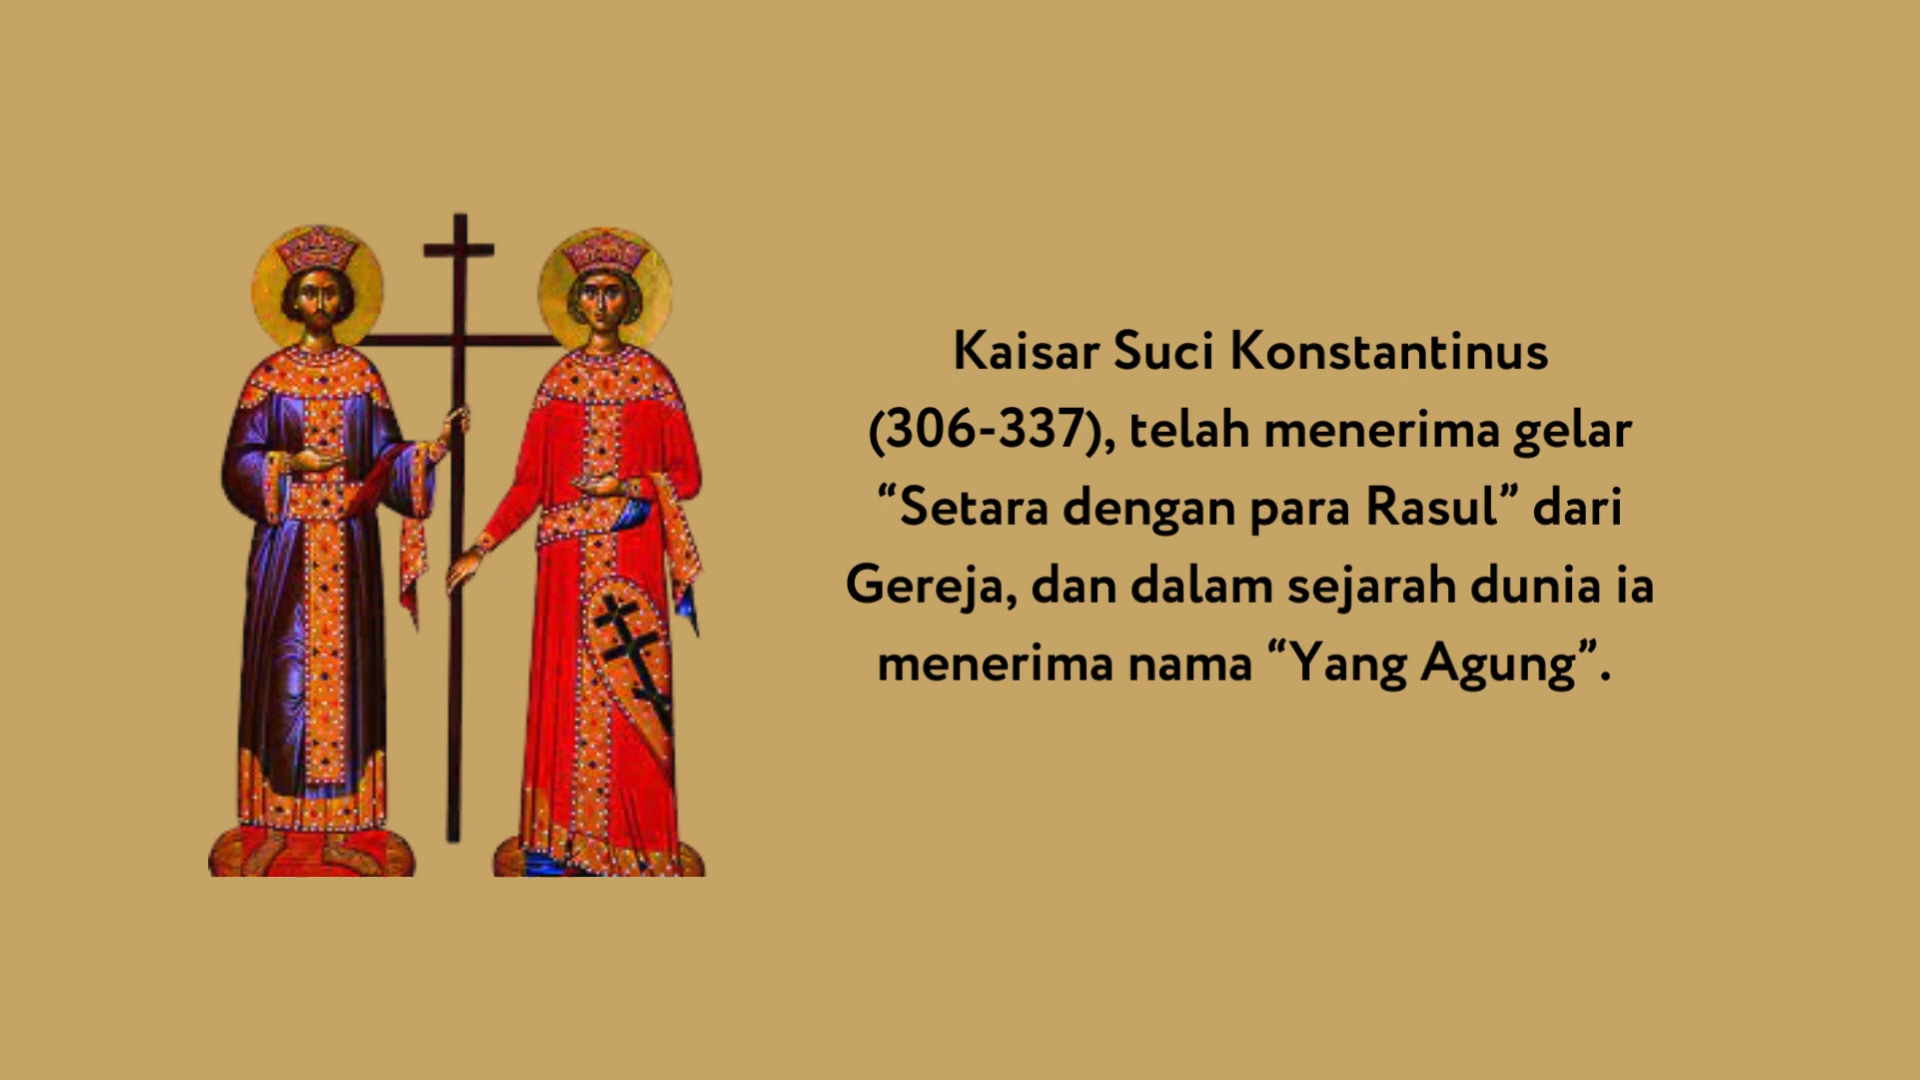 Kaisar Suci Konstantinus
(306-337), telah menerima gelar
“Setara dengan para Rasul” dari
Gereja, dan dalam sejarah dunia ia
menerima nama “Yang Agung”.